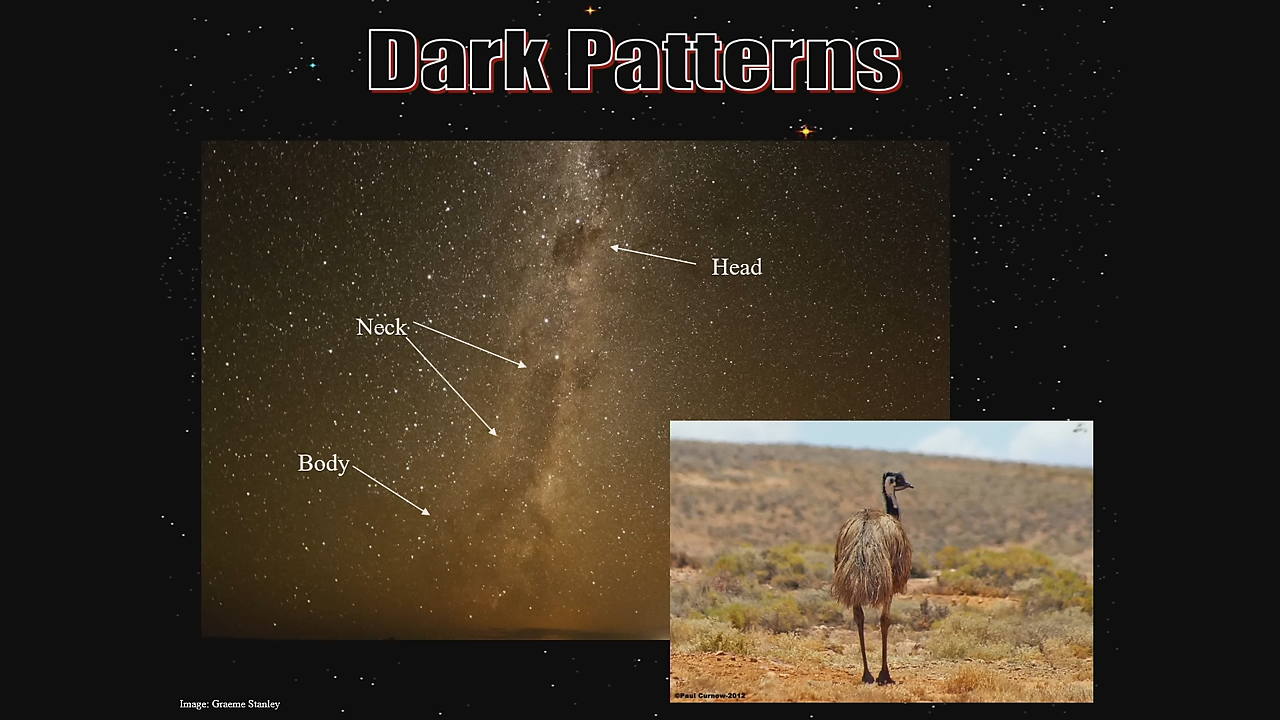 Dark Patterns
Head
Neck
Body
©Paul Curnow-2012
Image: Graeme Stanley